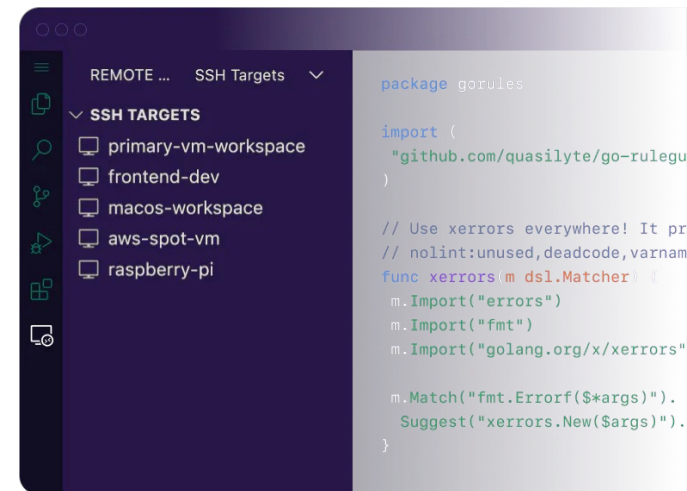 REMOTE ... SSH Targets
SSH TARGETS
primary-vm-workspace
frontend-dev
macos-workspace
aws-spot-vm
raspberry-pi
package gorules
import (
"github.com/quasilyte/go-rulegu
)
// Use xerrors everywhere! It pr
// nolint:unused,deadcode,varnam
func xerrors(m dsl.Matcher) {
m.Import("errors")
m.Import("fmt")
m.Import("golang.org/x/xerrors"
m.Match("fmt.Errorf($*args)").
Suggest("xerrors.New($args)").
}